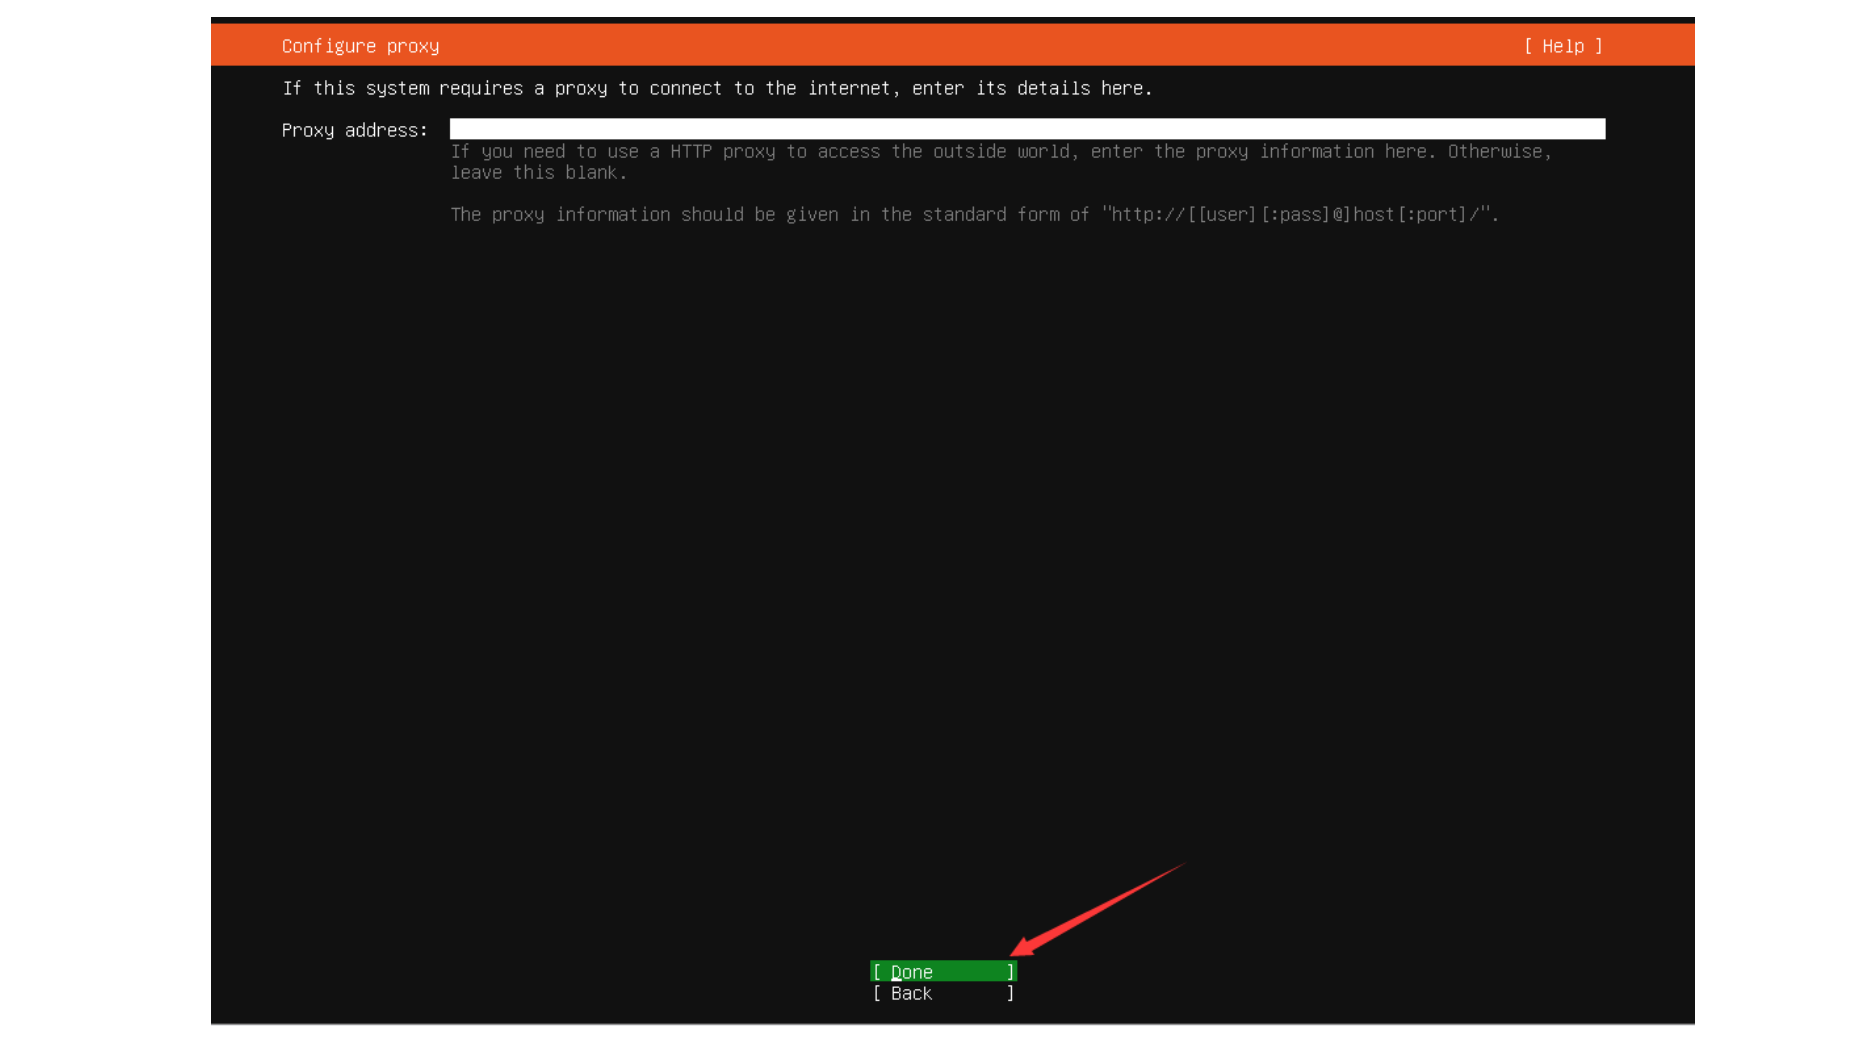 Configure proxy [ Help ]
If this system requires a proxy to connect to the internet, enter its details here.
Proxy address:
If you need to use a HTTP proxy to access the outside world, enter the proxy information here. Otherwise,
leave this blank.
The proxy information should be given in the standard form of "http://[[user][:pass]@]host[:port]/".
[ Done ]
[ Back ]